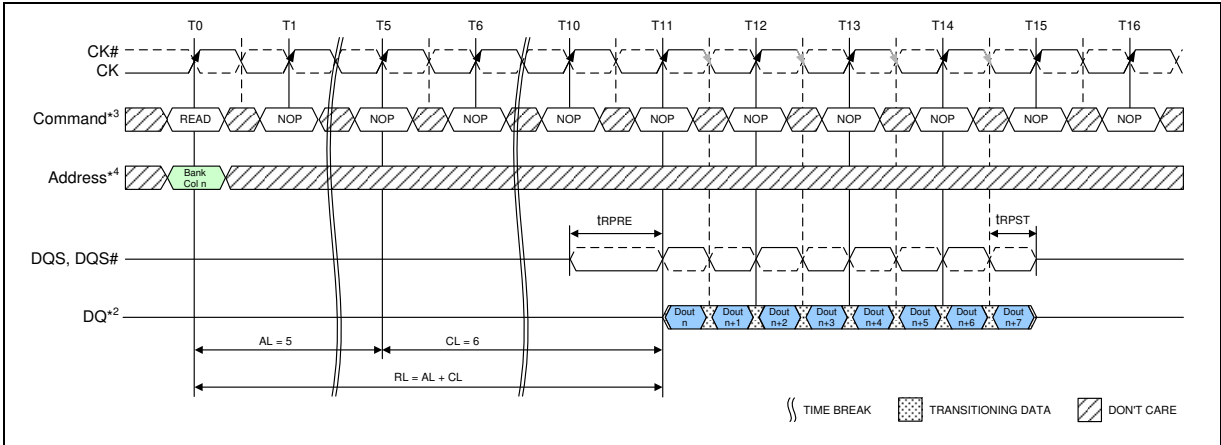 T0 T1 T5 T6 T10 T11 T12 T13 T14 T15 T16
CK#
CK
Command*3 READ NOP NOP NOP NOP NOP NOP NOP NOP NOP NOP
Address*4 Bank
Col n
tRPRE tRPST
DQS, DQS#
DQ*2 Dout n Dout n+1 Dout n+2 Dout n+3 Dout n+4 Dout n+5 Dout n+6 Dout n+7
AL = 5 CL = 6
RL = AL + CL
TIME BREAK TRANSITIONING DATA DON'T CARE